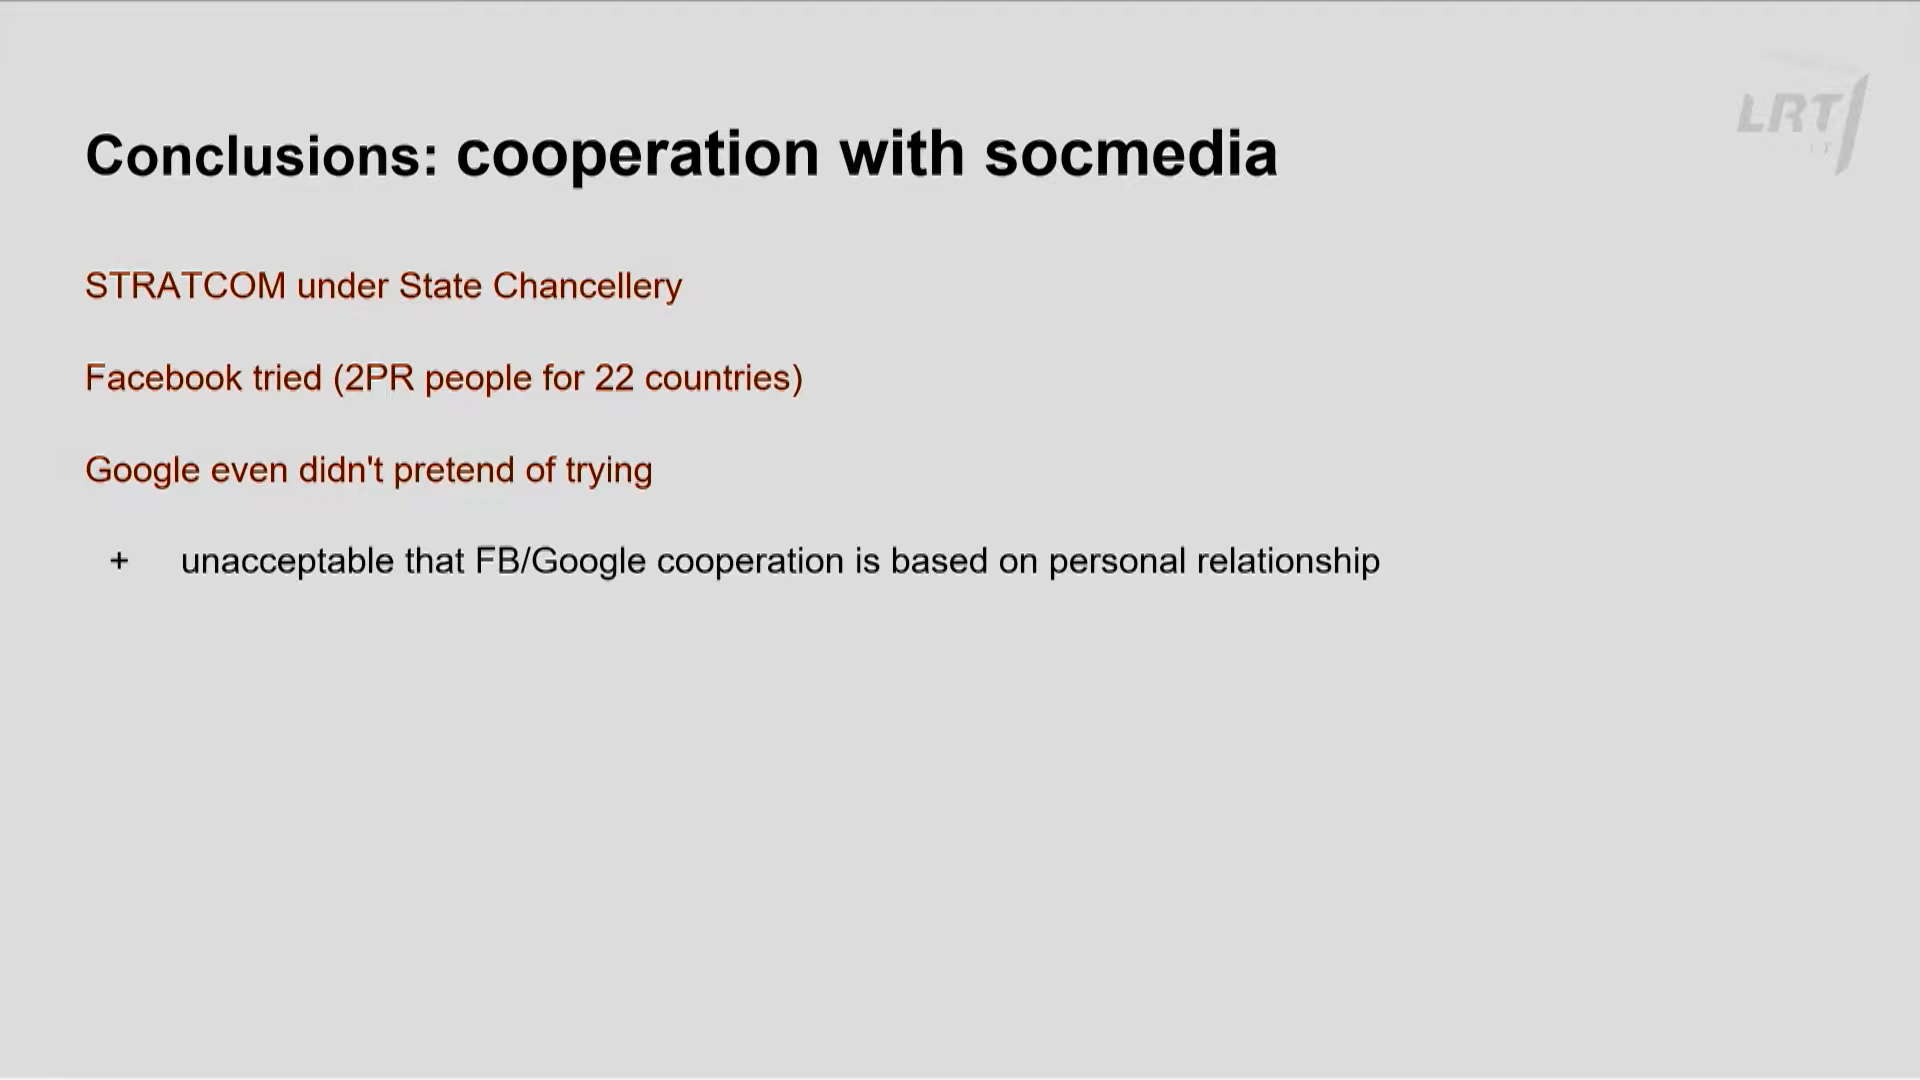 LRT
Conclusions: cooperation with socmedia
STRATCOM under State Chancellery
Facebook tried (2PR people for 22 countries)
Google even didn't pretend of trying
+ unacceptable that FB/Google cooperation is based on personal relationship